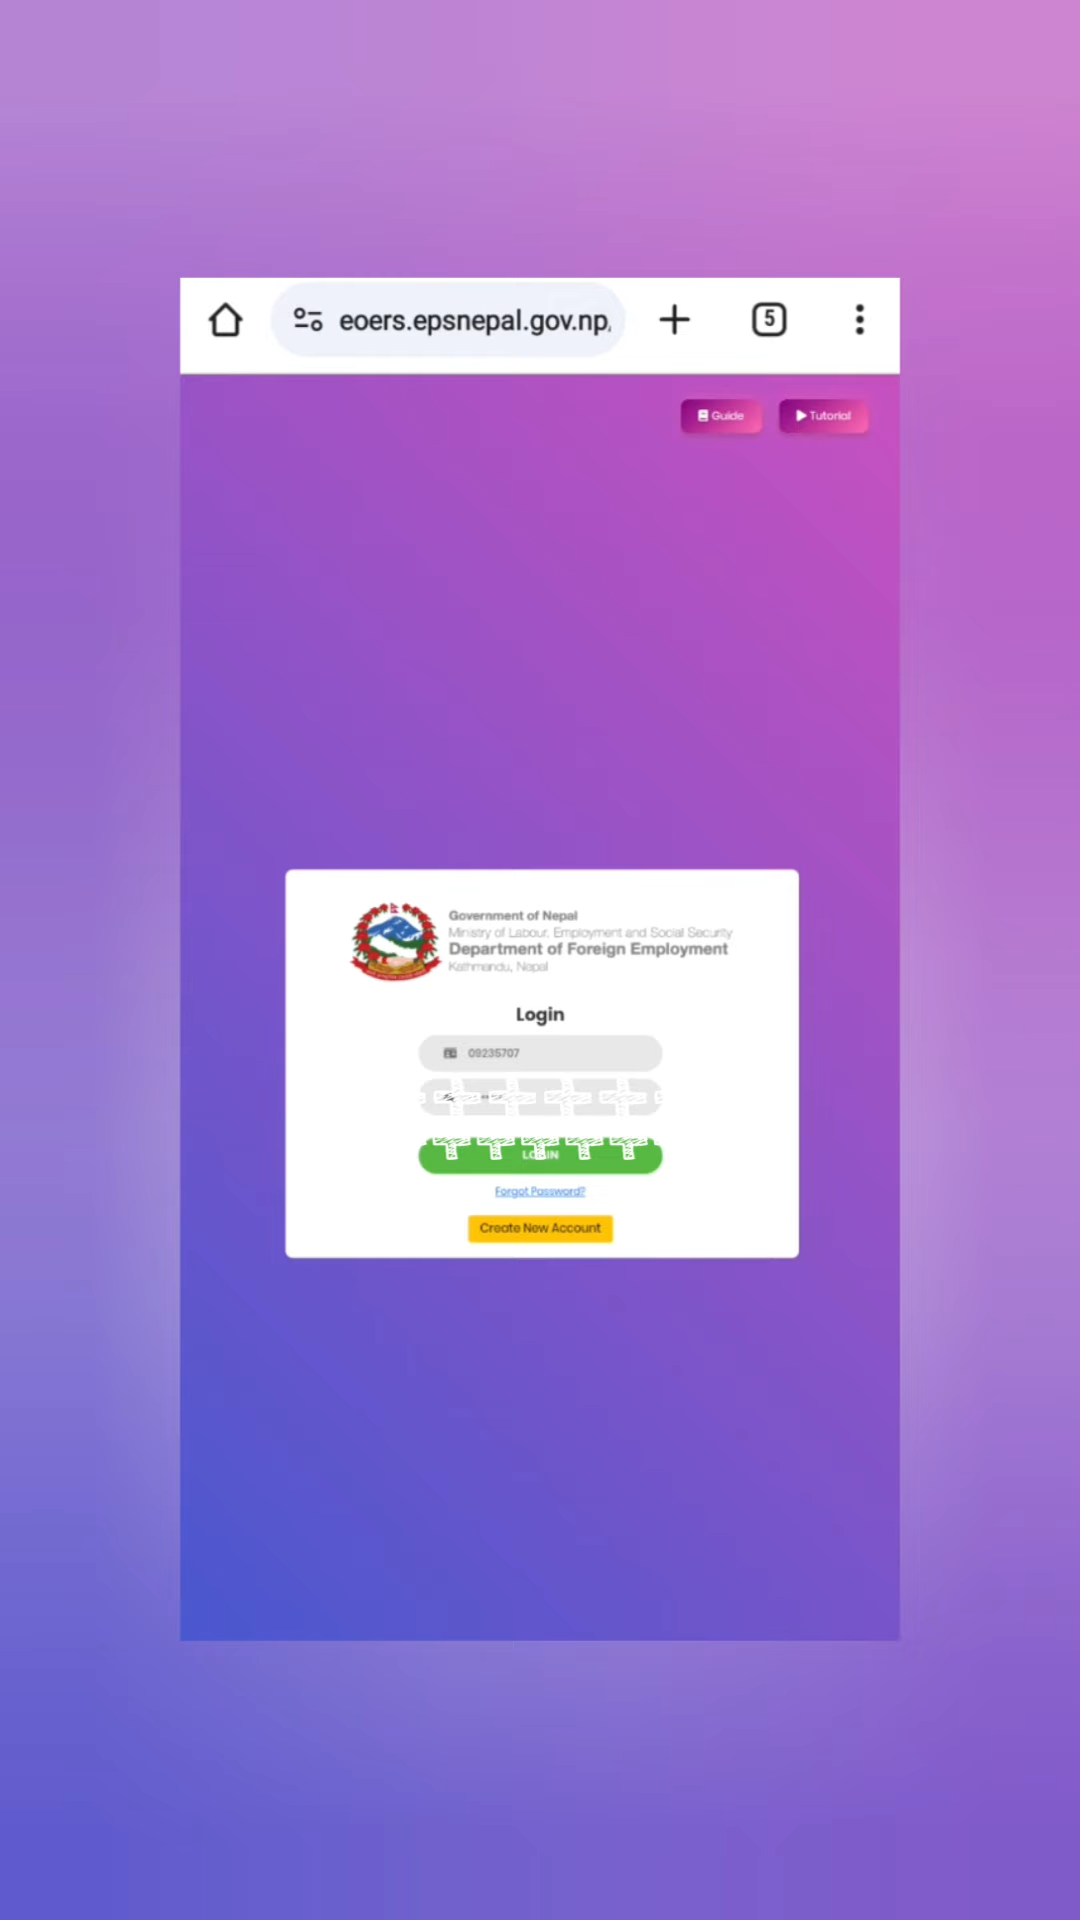 eoers.epsnepal.gov.np
5
Guide
Tutorial
Government of Nepal
Ministry of Labour, Employment and Social Security
Department of Foreign Employment
Kathmandu, Nepal
Login
09235707
LOGIN
Forgot Password?
Create New Account